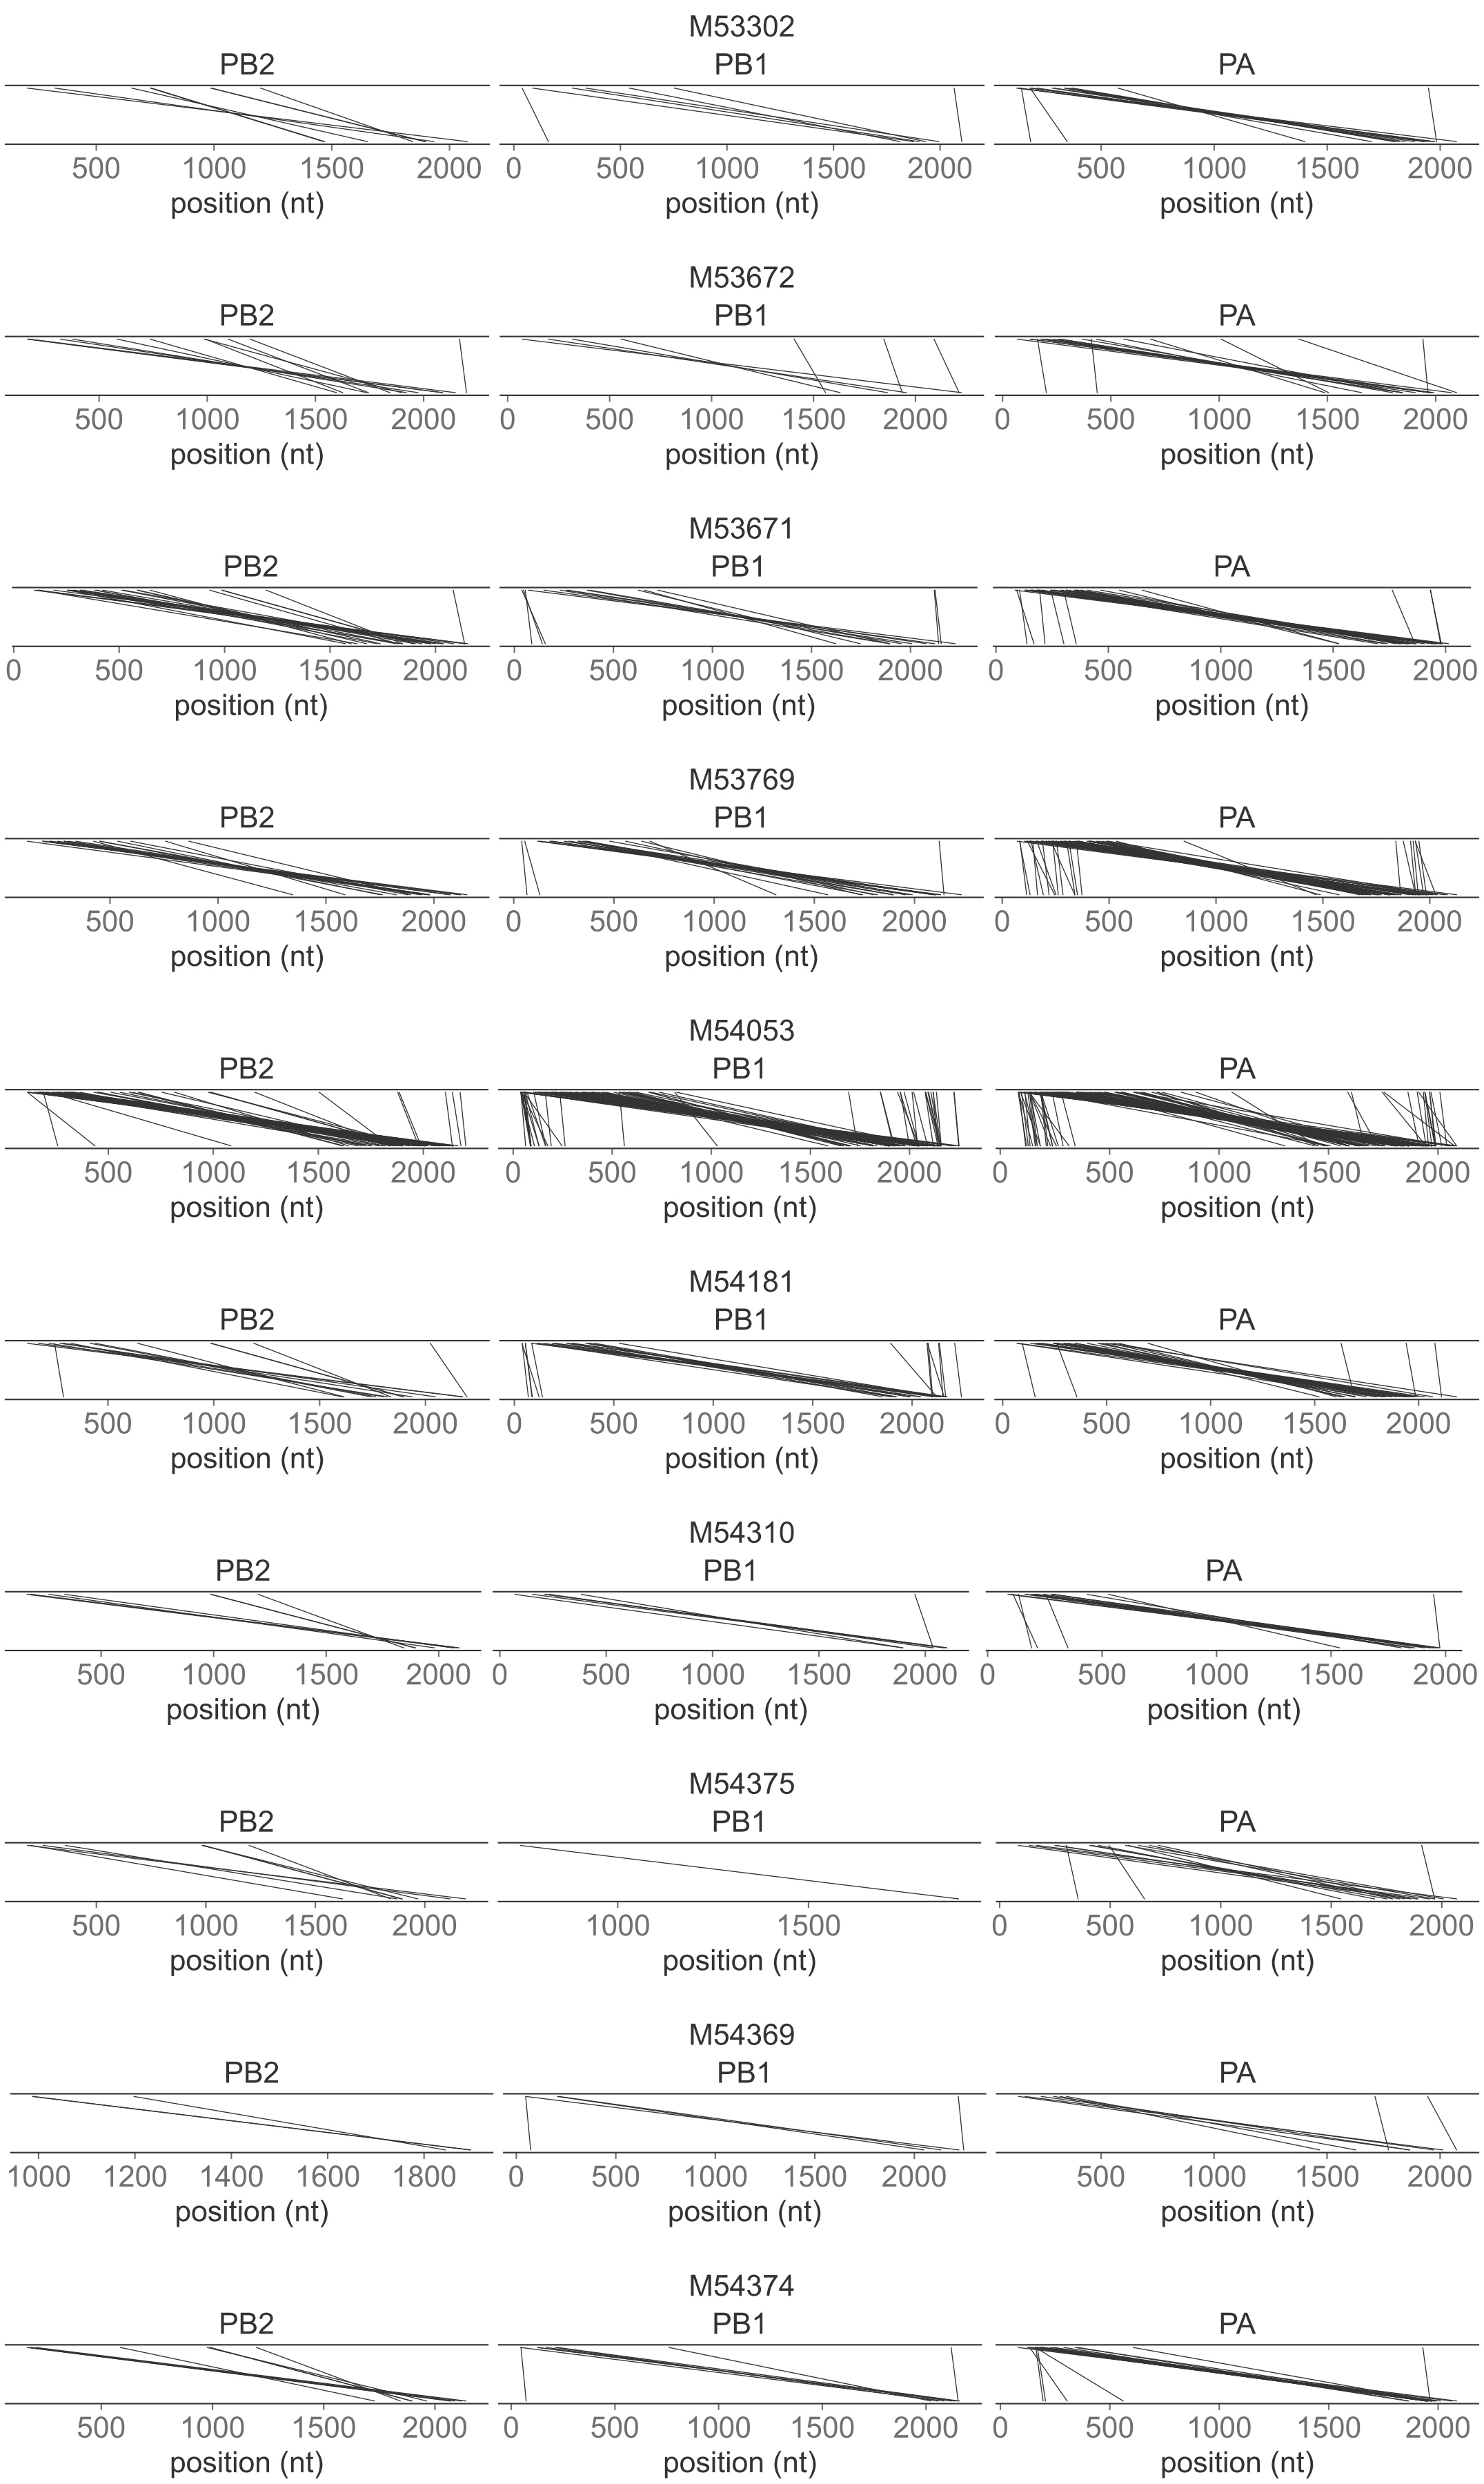 M53302
PB2 PB1 PA
500 1000 1500 2000 0 500 1000 1500 2000 500 1000 1500 2000
position (nt) position (nt) position (nt)
M53672
PB2 PB1 PA
500 1000 1500 2000 0 500 1000 1500 2000 0 500 1000 1500 2000
position (nt) position (nt) position (nt)
M53671
PB2 PB1 PA
0 500 1000 1500 2000 0 500 1000 1500 2000 0 500 1000 1500 2000
position (nt) position (nt) position (nt)
M53769
PB2 PB1 PA
500 1000 1500 2000 0 500 1000 1500 2000 0 500 1000 1500 2000
position (nt) position (nt) position (nt)
M54053
PB2 PB1 PA
500 1000 1500 2000 0 500 1000 1500 2000 0 500 1000 1500 2000
position (nt) position (nt) position (nt)
M54181
PB2 PB1 PA
500 1000 1500 2000 0 500 1000 1500 2000 0 500 1000 1500 2000
position (nt) position (nt) position (nt)
M54310
PB2 PB1 PA
500 1000 1500 2000 0 500 1000 1500 2000 0 500 1000 1500 2000
position (nt) position (nt) position (nt)
M54375
PB2 PB1 PA
500 1000 1500 2000 1000 1500 0 500 1000 1500 2000
position (nt) position (nt) position (nt)
M54369
PB2 PB1 PA
1000 1200 1400 1600 1800 0 500 1000 1500 2000 500 1000 1500 2000
position (nt) position (nt) position (nt)
M54374
PB2 PB1 PA
500 1000 1500 2000 0 500 1000 1500 2000 0 500 1000 1500 2000
position (nt) position (nt) position (nt)